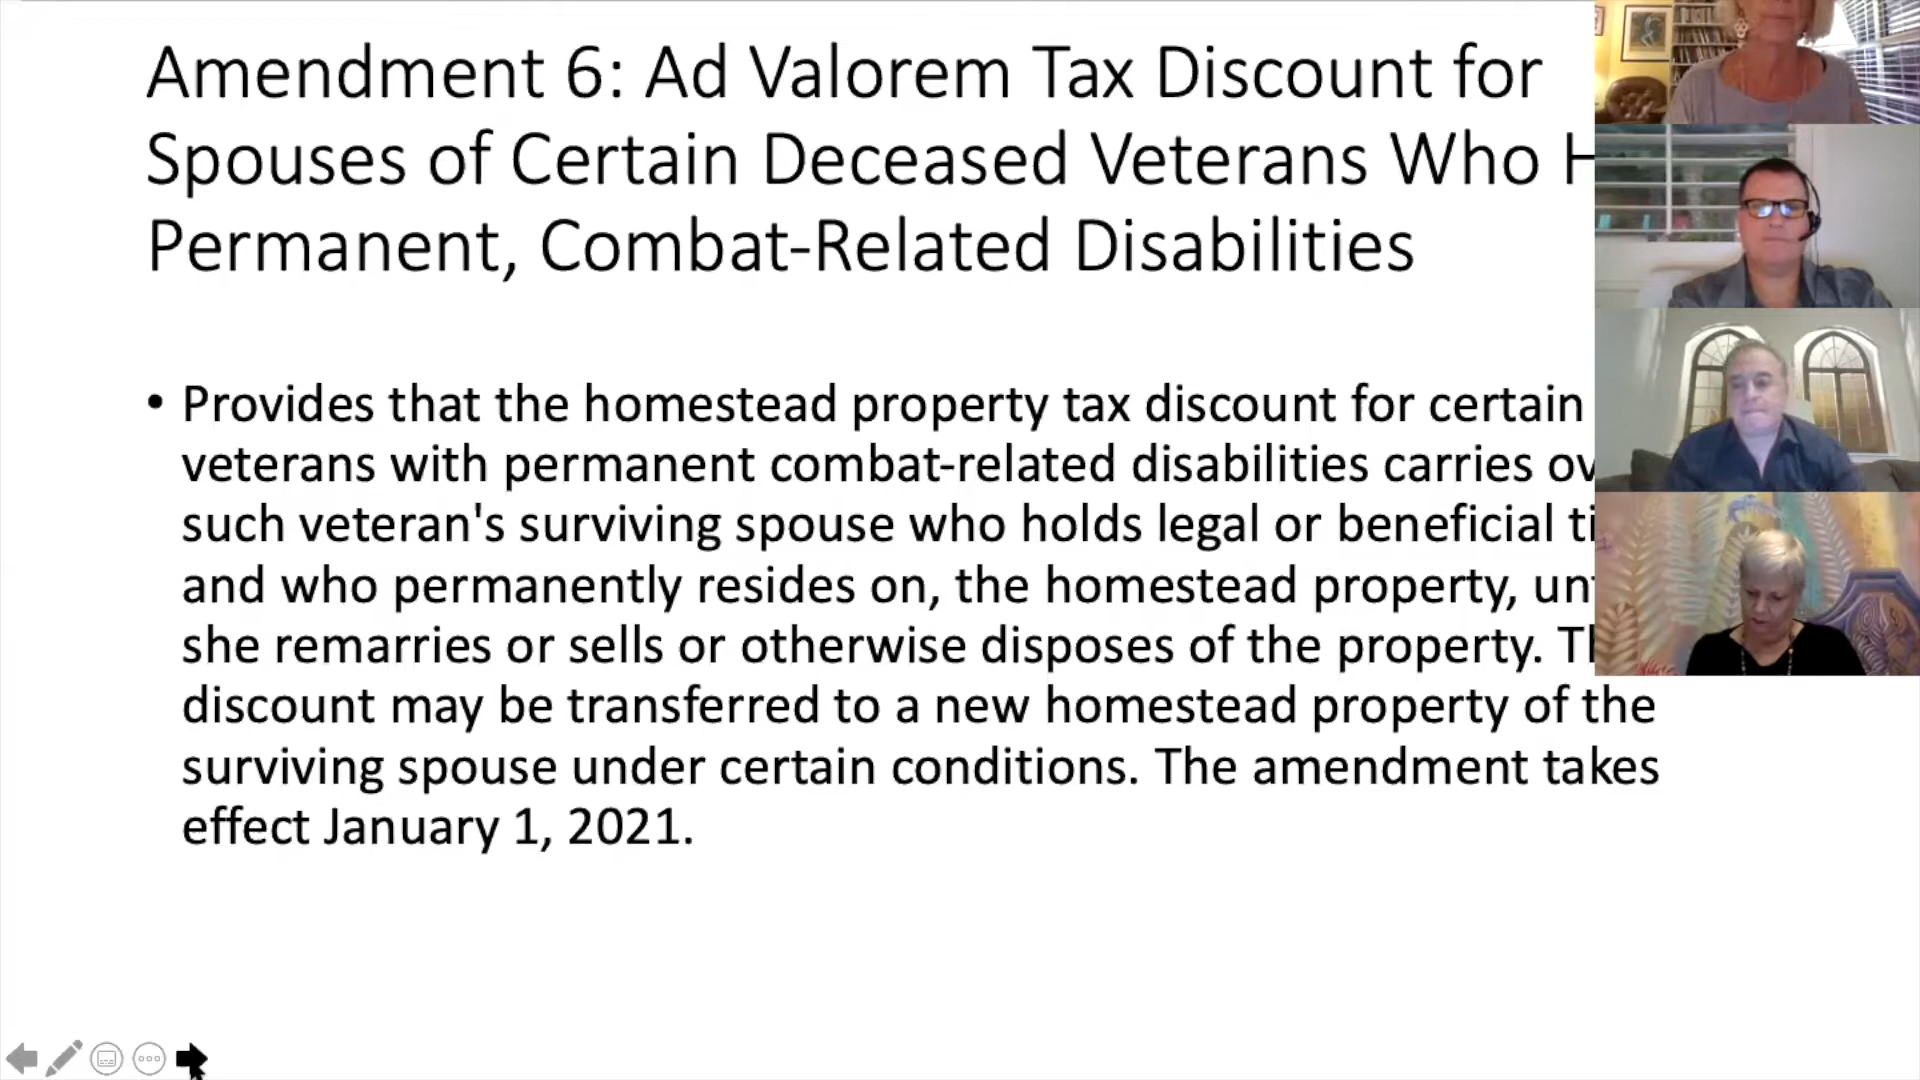 Amendment 6: Ad Valorem Tax Discount for
Spouses of Certain Deceased Veterans Who
Permanent, Combat-Related Disabilities
• Provides that the homestead property tax discount for certain
veterans with permanent combat-related disabilities carries
such veteran's surviving spouse who holds legal or beneficial
and who permanently resides on, the homestead property,
she remarries or sells or otherwise disposes of the property.
discount may be transferred to a new homestead property of the
surviving spouse under certain conditions. The amendment takes
effect January 1, 2021.